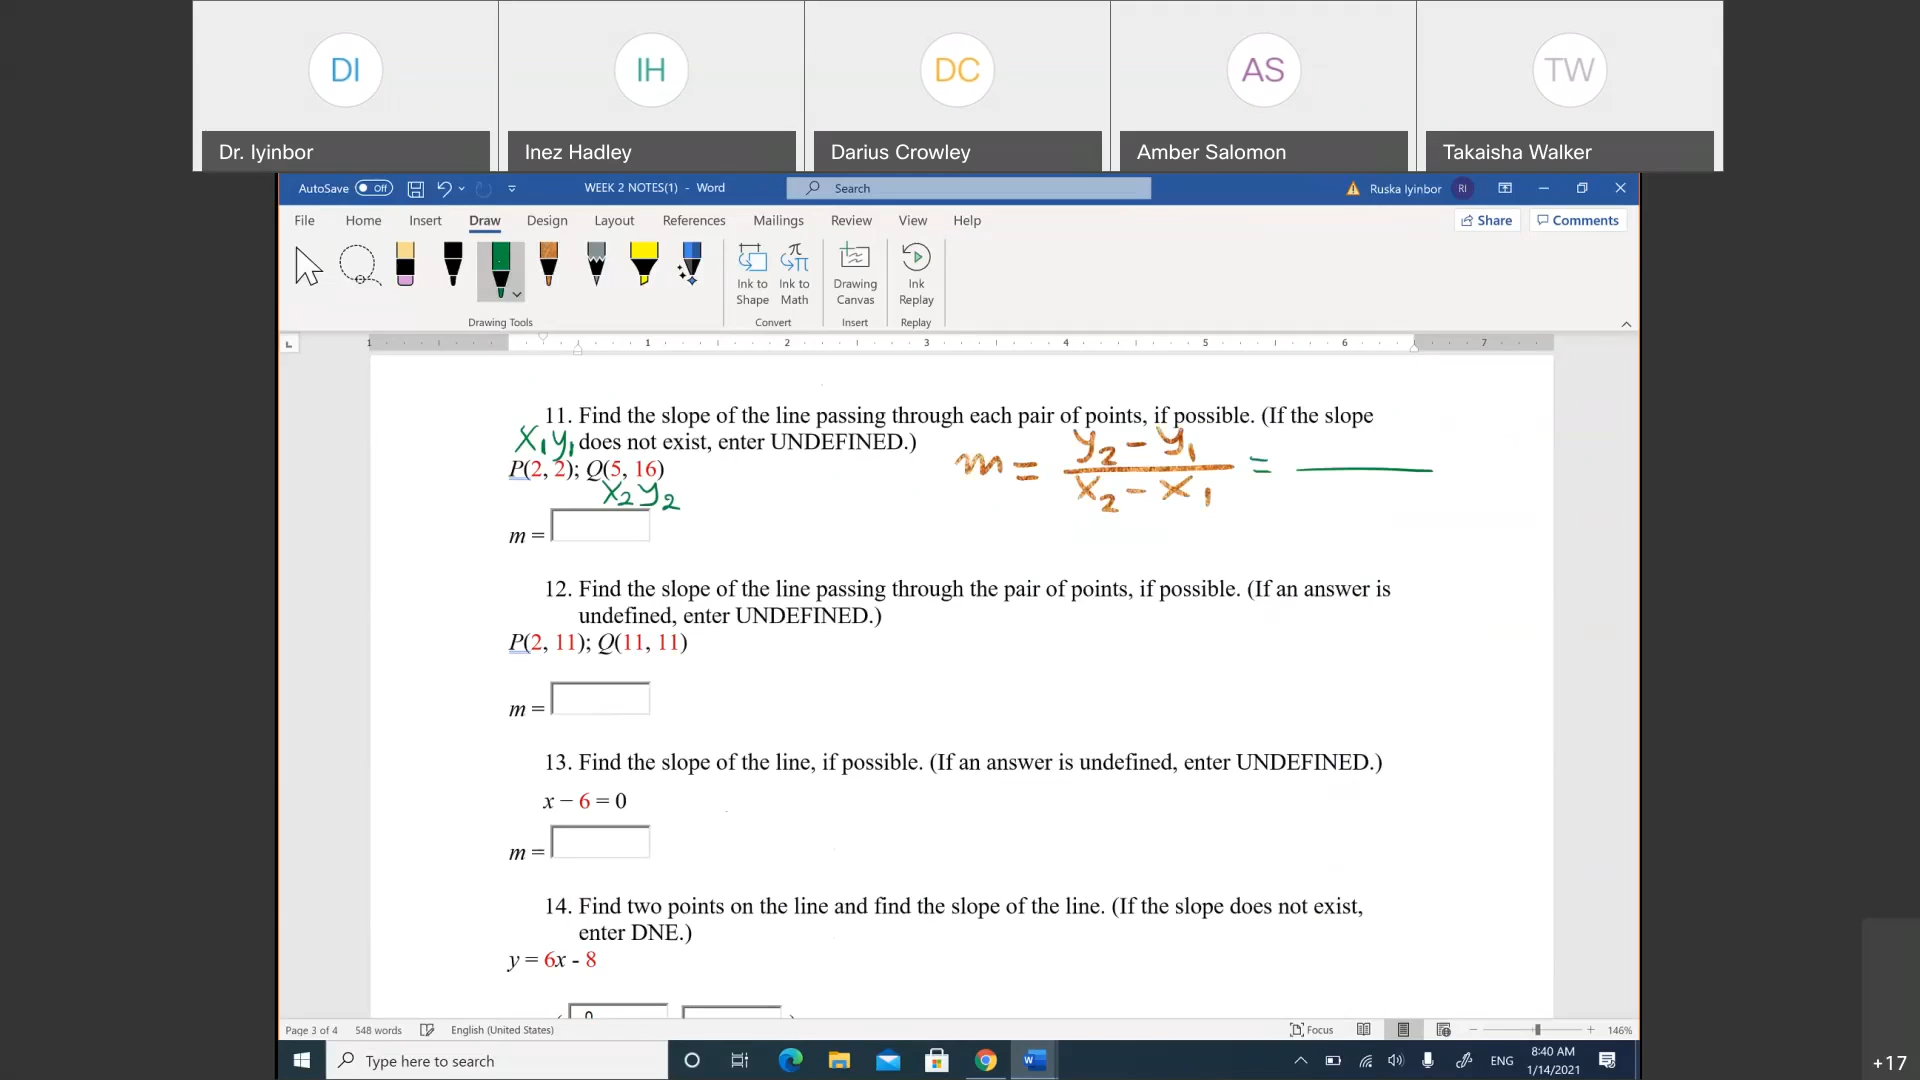 DI IH DC AS TW
Dr. Iyinbor Inez Hadley Darius Crowley Amber Salomon Takaisha Walker
AutoSave Off WEEK 2 NOTES(1) - Word Search Ruska Iyinbor RI
File Home Insert Draw Design Layout References Mailings Review View Help Share Comments
Ink to Shape Ink to Math Drawing Canvas Ink Replay
Drawing Tools Convert Insert Replay
1 1 2 3 4 5 6 7
11. Find the slope of the line passing through each pair of points, if possible. (If the slope
does not exist, enter UNDEFINED.)
x₁ y₁
P(2, 2); Q(5, 16)
x₂ y₂
m = y₂ - y₁ / x₂ - x₁ =
m =
12. Find the slope of the line passing through the pair of points, if possible. (If an answer is
undefined, enter UNDEFINED.)
P(2, 11); Q(11, 11)
m =
13. Find the slope of the line, if possible. (If an answer is undefined, enter UNDEFINED.)
x − 6 = 0
m =
14. Find two points on the line and find the slope of the line. (If the slope does not exist,
enter DNE.)
y = 6x - 8
Page 3 of 4 548 words English (United States) Focus 146%
Type here to search ENG 8:40 AM
1/14/2021
+17